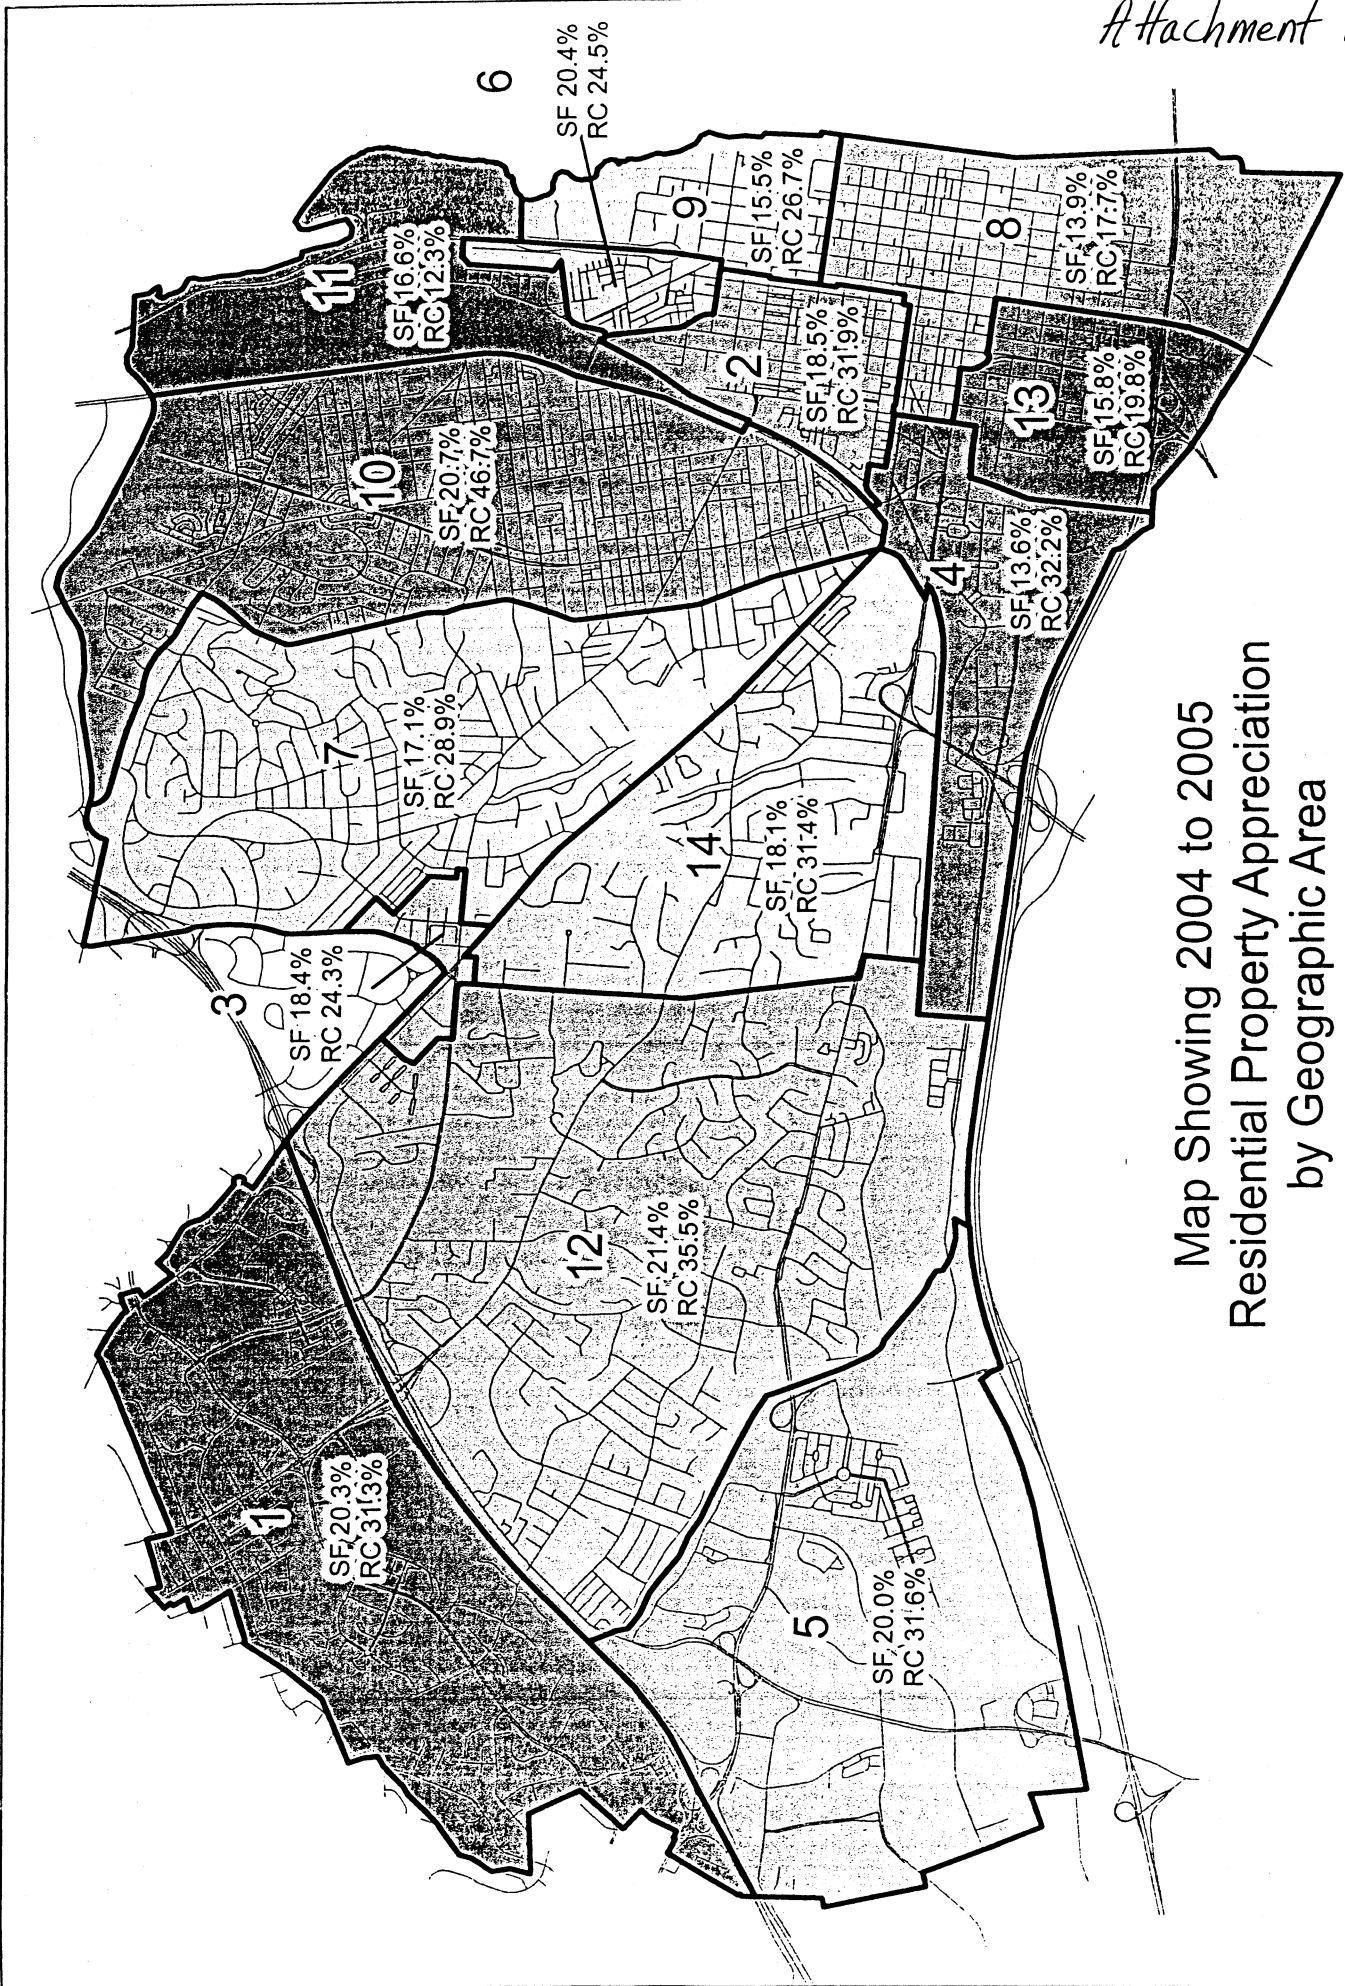 Attachment
6
SF 20.4%
RC 24.5%
11
SF 16.6%
RC 12.3%
9
SF 15.5%
RC 26.7%
8
SF 13.9%
RC 17.7%
2
SF 18.5%
RC 31.9%
13
SF 15.8%
RC 19.8%
10
SF 20.7%
RC 46.7%
4
SF 13.6%
RC 32.2%
7
SF 17.1%
RC 28.9%
14
SF 18.1%
RC 31.4%
3
SF 18.4%
RC 24.3%
12
SF 21.4%
RC 35.5%
1
SF 20.3%
RC 31.3%
5
SF 20.0%
RC 31.6%
Map Showing 2004 to 2005
Residential Property Appreciation
by Geographic Area